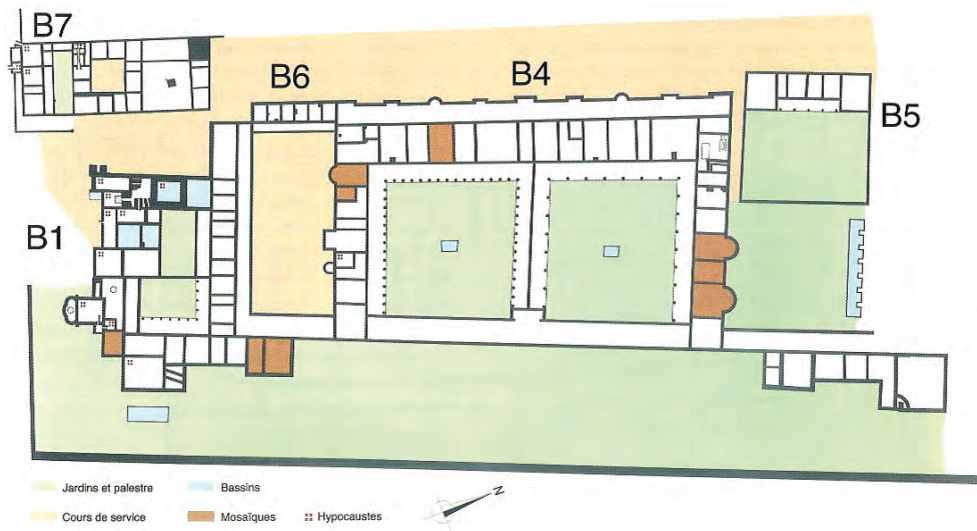 B7
B6
B4
B5
B1
Jardins et palestre
Bassins
Cours de service
Mosaïques
Hypocaustes
N